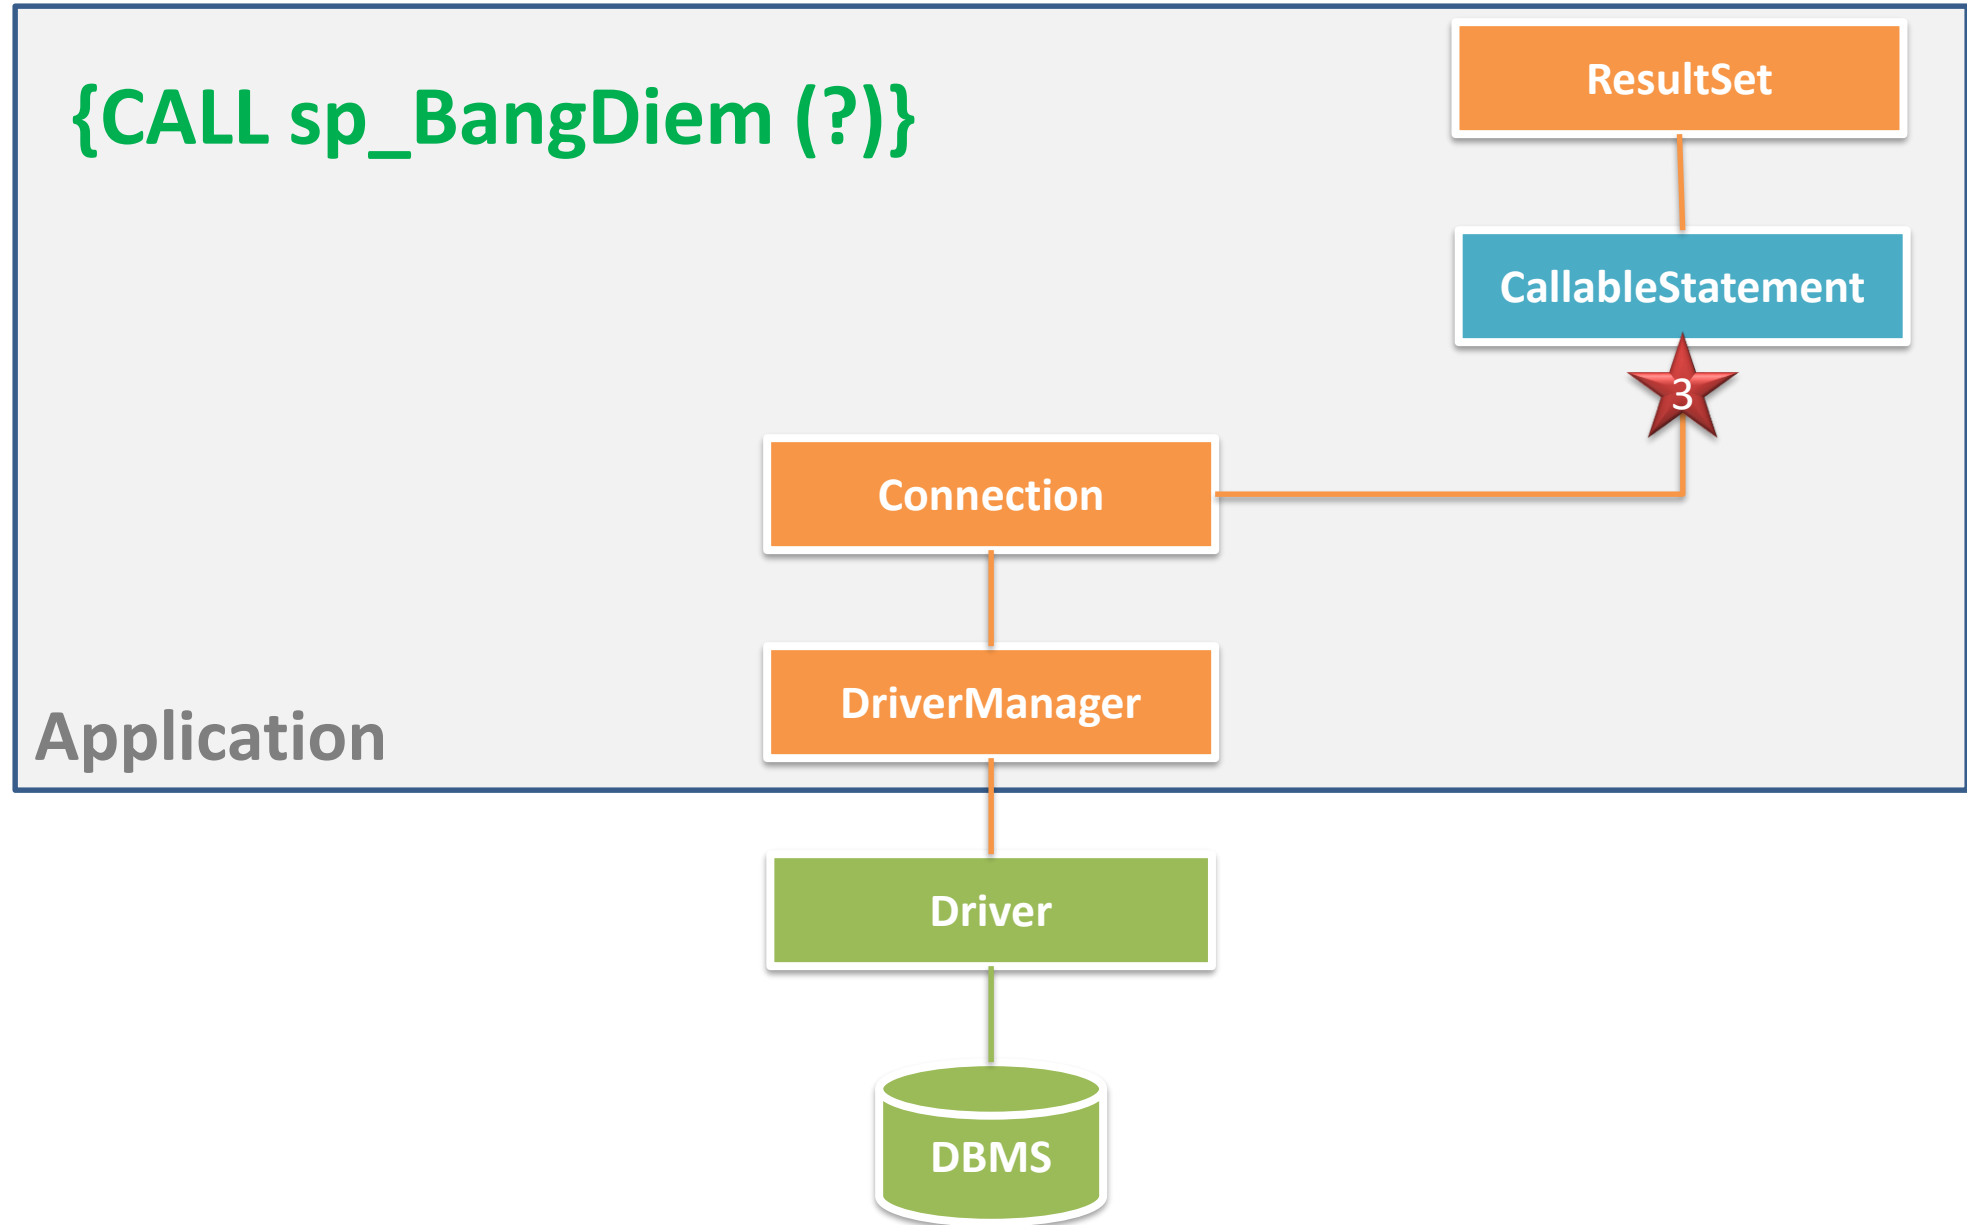 {CALL sp_BangDiem (?)}
ResultSet
CallableStatement
3
Connection
DriverManager
Application
Driver
DBMS